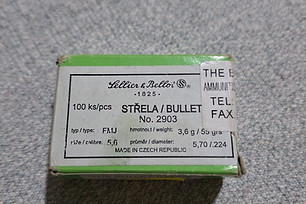 Sellier & Bellot
· 1825 ·
100 ks/pcs
STŘELA / BULLET
No. 2903
typ / type: FMJ
hmotnost / weight: 3,6 g / 55 grs
ráže / calibre: 5,6
průměr / diameter: 5,70 / .224
MADE IN CZECH REPUBLIC
THE
AMMUNIT
TEL:
FAX